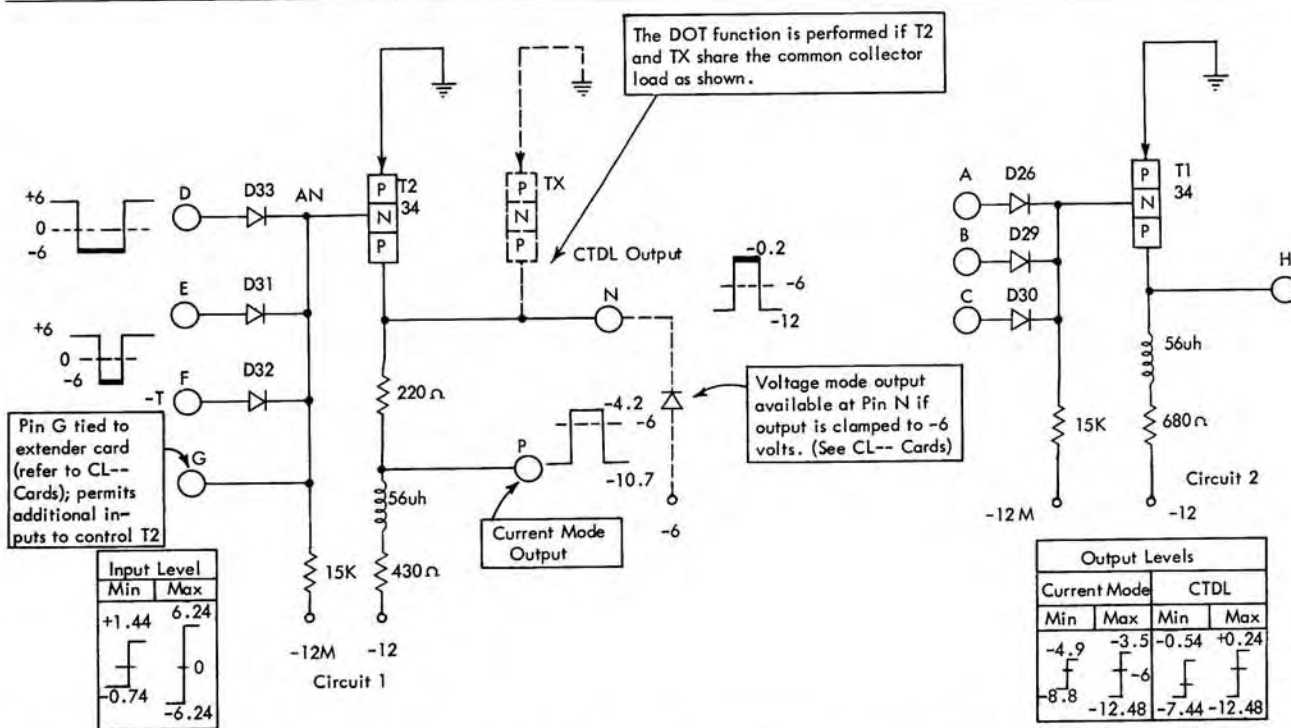 The DOT function is performed if T2
and TX share the common collector
load as shown.
+6
0
-6
D
D33
AN
P
N
P
T2
34
P
N
P
TX
CTDL Output
-0.2
-6
-12
A
D26
B
D29
C
D30
P
N
P
T1
34
H
E
D31
+6
0
-6
F
-T
D32
N
220Ω
Voltage mode output
available at Pin N if
output is clamped to -6
volts. (See CL-- Cards)
56uh
15K
680Ω
Circuit 2
-12M
-12
Pin G tied to
extender card
(refer to CL--
Cards); permits
additional in-
puts to control T2
G
P
-4.2
-6
-10.7
-6
56uh
Current Mode
Output
15K
430Ω
-12M
-12
Circuit 1
Input Level
Min Max
+1.44 6.24
0
-0.74
-6.24
Output Levels
Current Mode CTDL
Min Max Min Max
-4.9 -3.5 -0.54 +0.24
-6
-8.8 -12.48 -7.44 -12.48